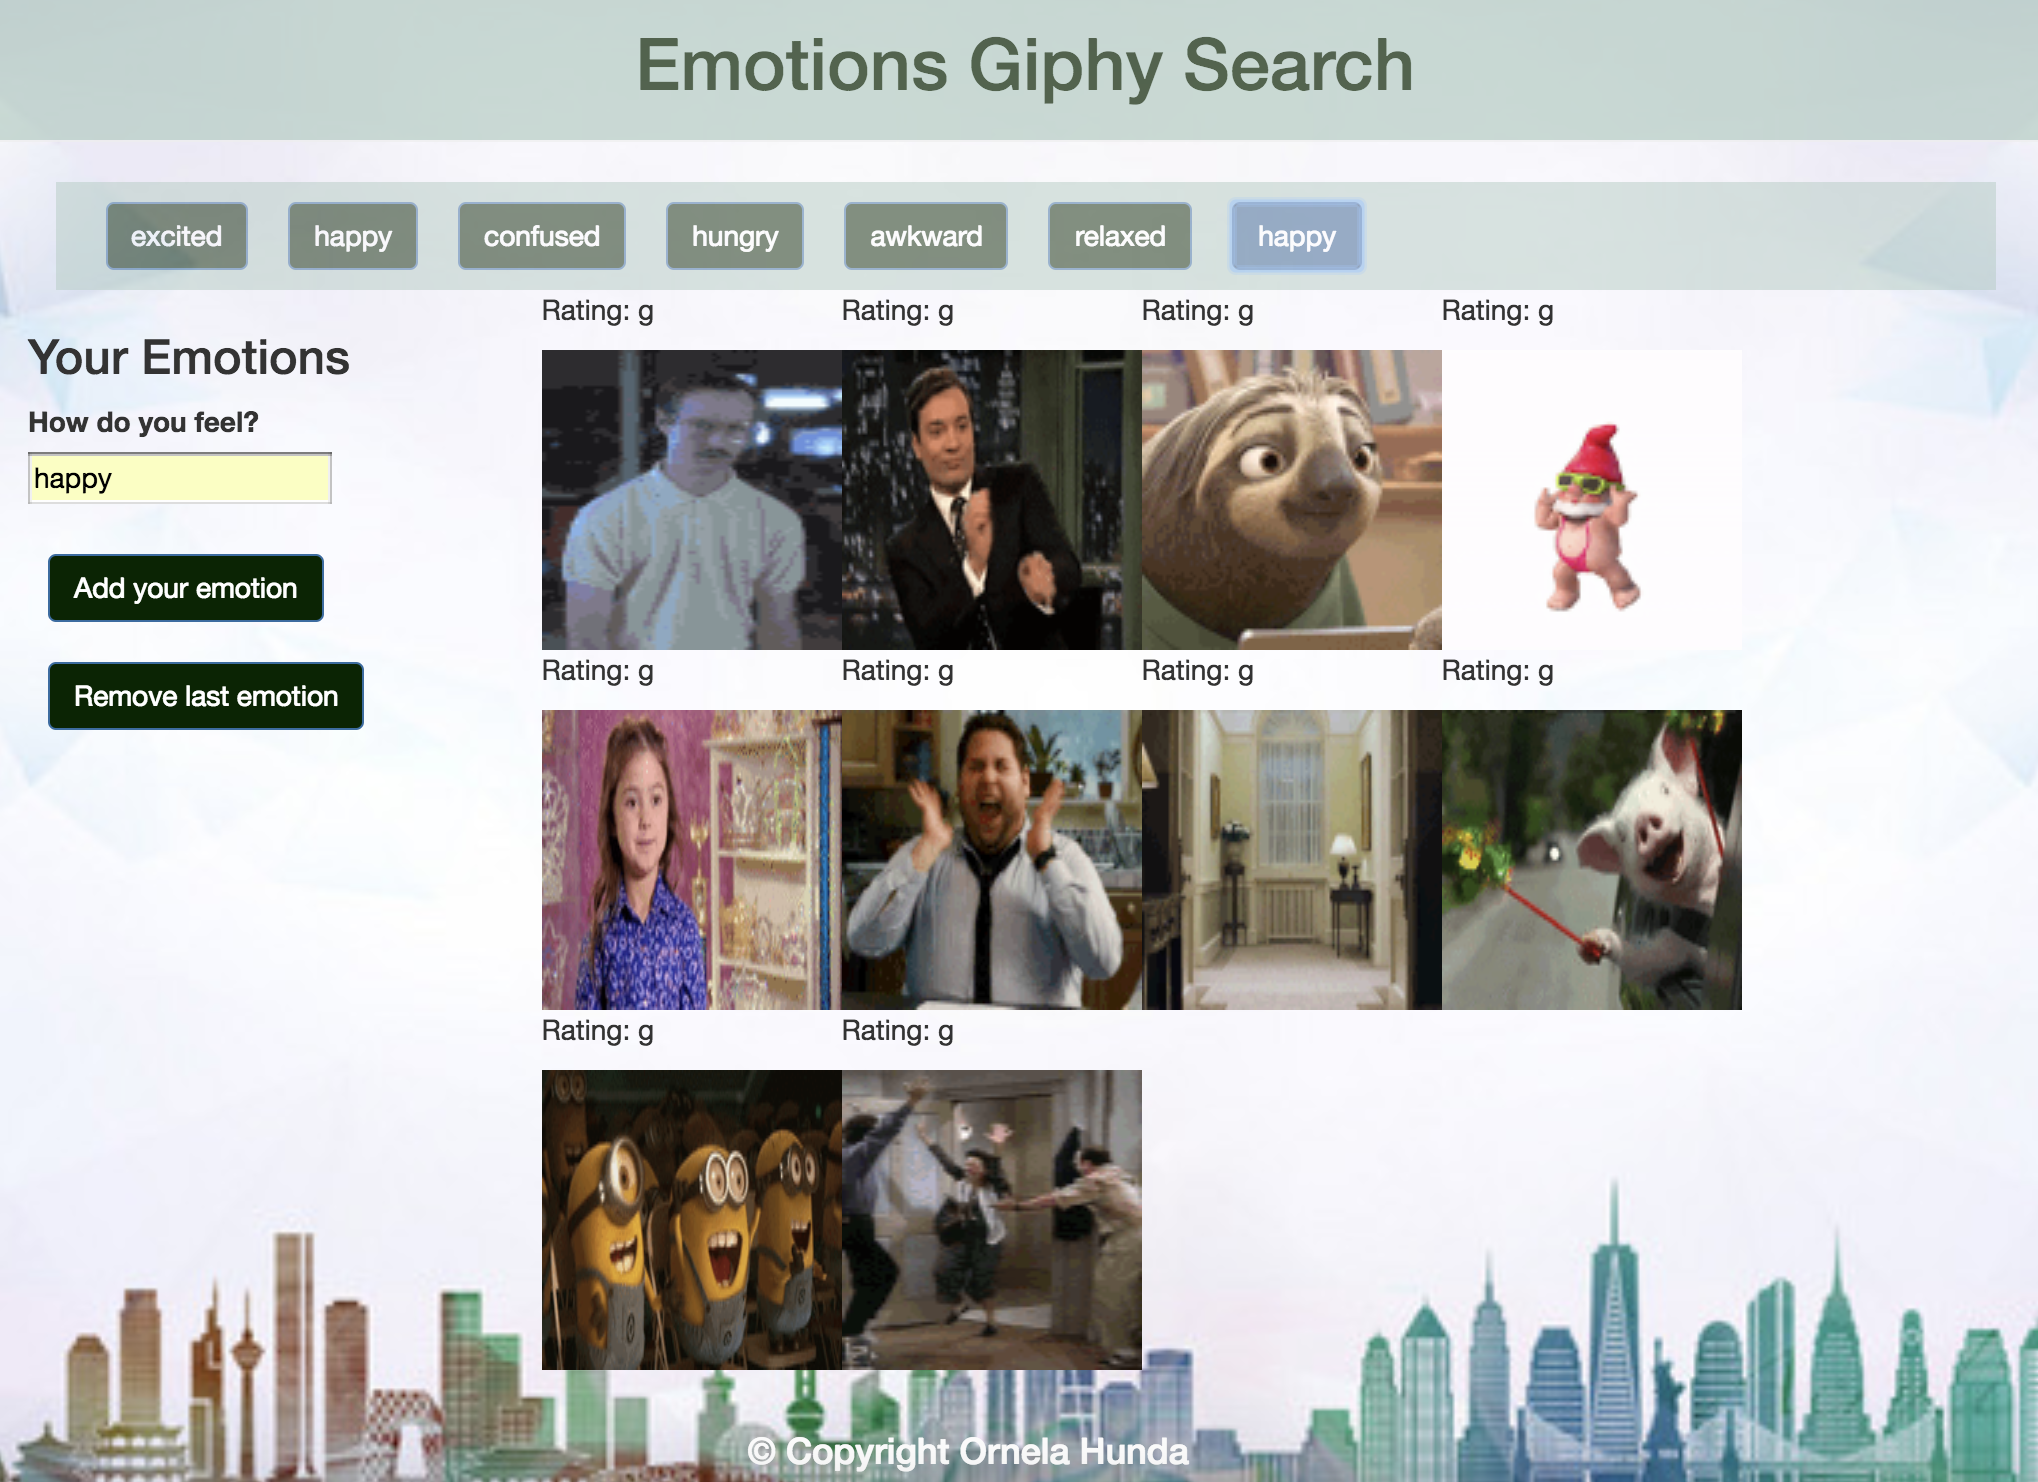 Emotions Giphy Search
excited happy confused hungry awkward relaxed happy
Your Emotions
How do you feel?
happy
Add your emotion
Remove last emotion
Rating: g Rating: g Rating: g Rating: g
Rating: g Rating: g Rating: g Rating: g
Rating: g Rating: g
© Copyright Ornela Hunda